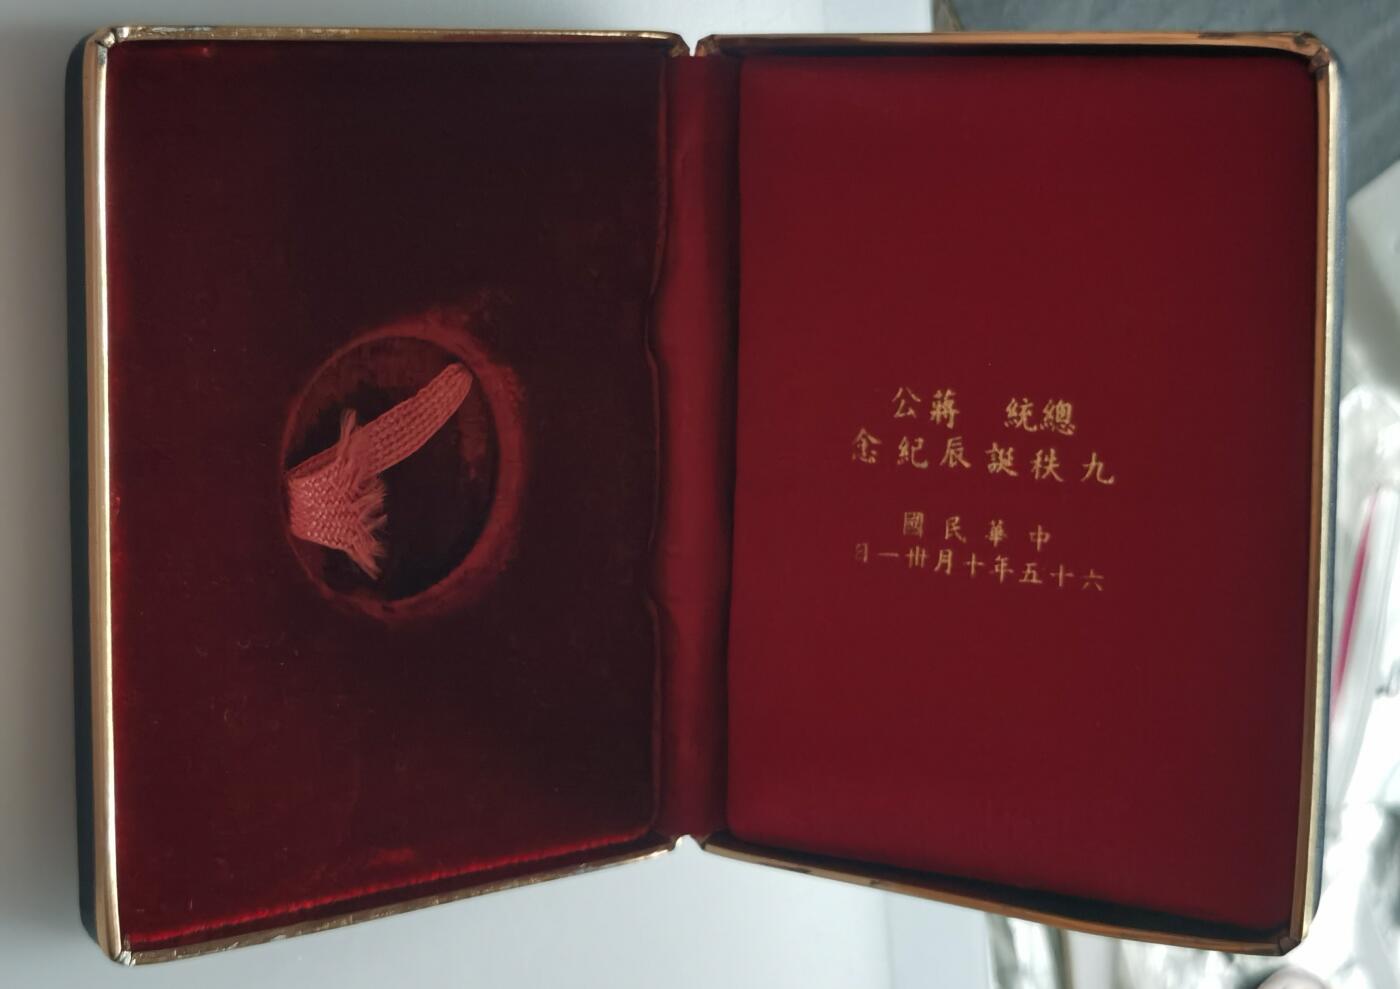 總統　蔣公
九秩誕辰紀念
中華民國
六十五年十月卅一日